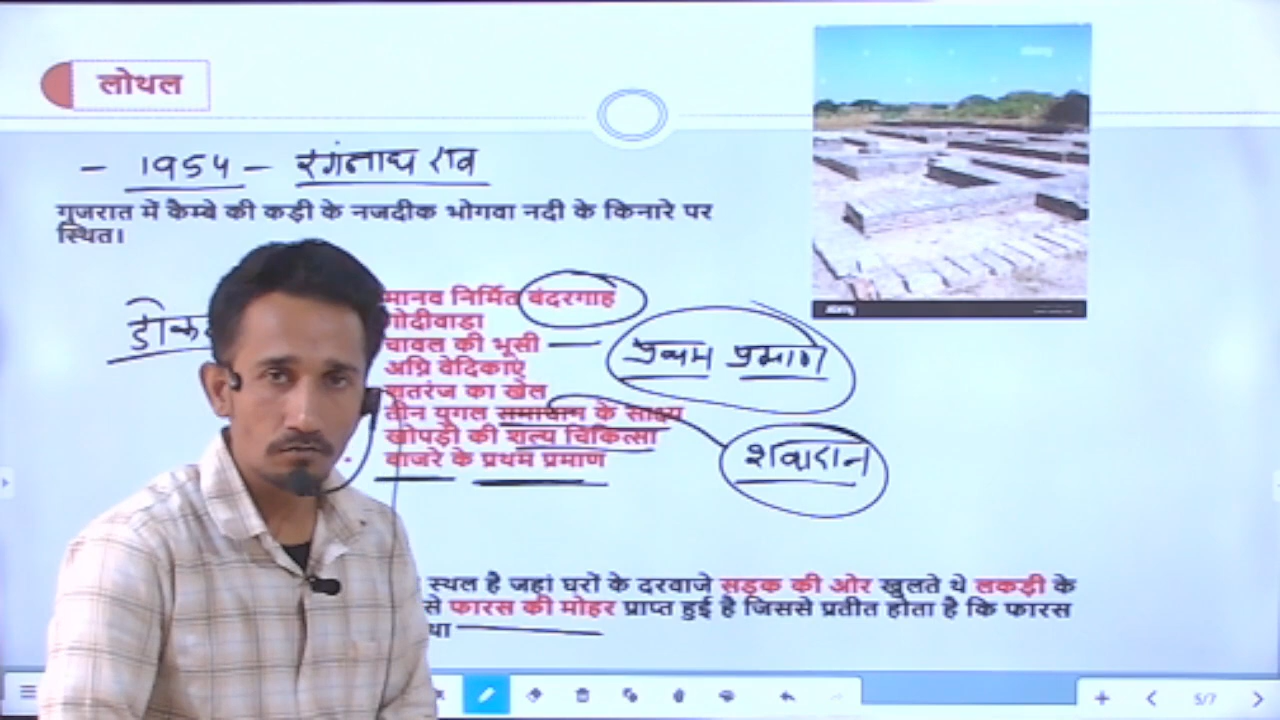 लोथल
- 1954 - रंगनाथ राव
गुजरात में कैम्बे की कड़ी के नजदीक भोगवा नदी के किनारे पर
स्थित।
मानव निर्मित बंदरगाह
गोदीवाडा
चावल की भूसी — प्रथम प्रमाण
अग्नि वेदिकाऐं
शतरंज का खेल
तीन युगल समाधान के साक्ष्य
खोपड़ी की शल्य चिकित्सा
शवादान
बाजरे के प्रथम प्रमाण
स्थल है जहां घरों के दरवाजे सड़क की ओर खुलते थे लकड़ी के
से फारस की मोहर प्राप्त हुई है जिससे प्रतीत होता है कि फारस
था
5/7